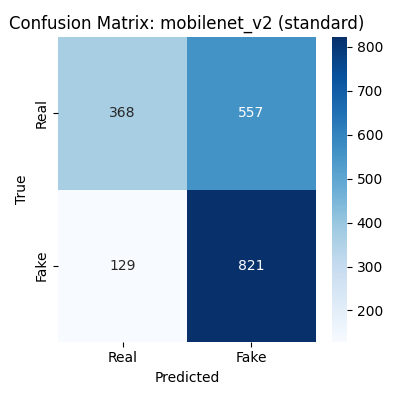 Confusion Matrix: mobilenet_v2 (standard)
True
Real
368
557
Fake
129
821
Real
Fake
Predicted
800
700
600
500
400
300
200